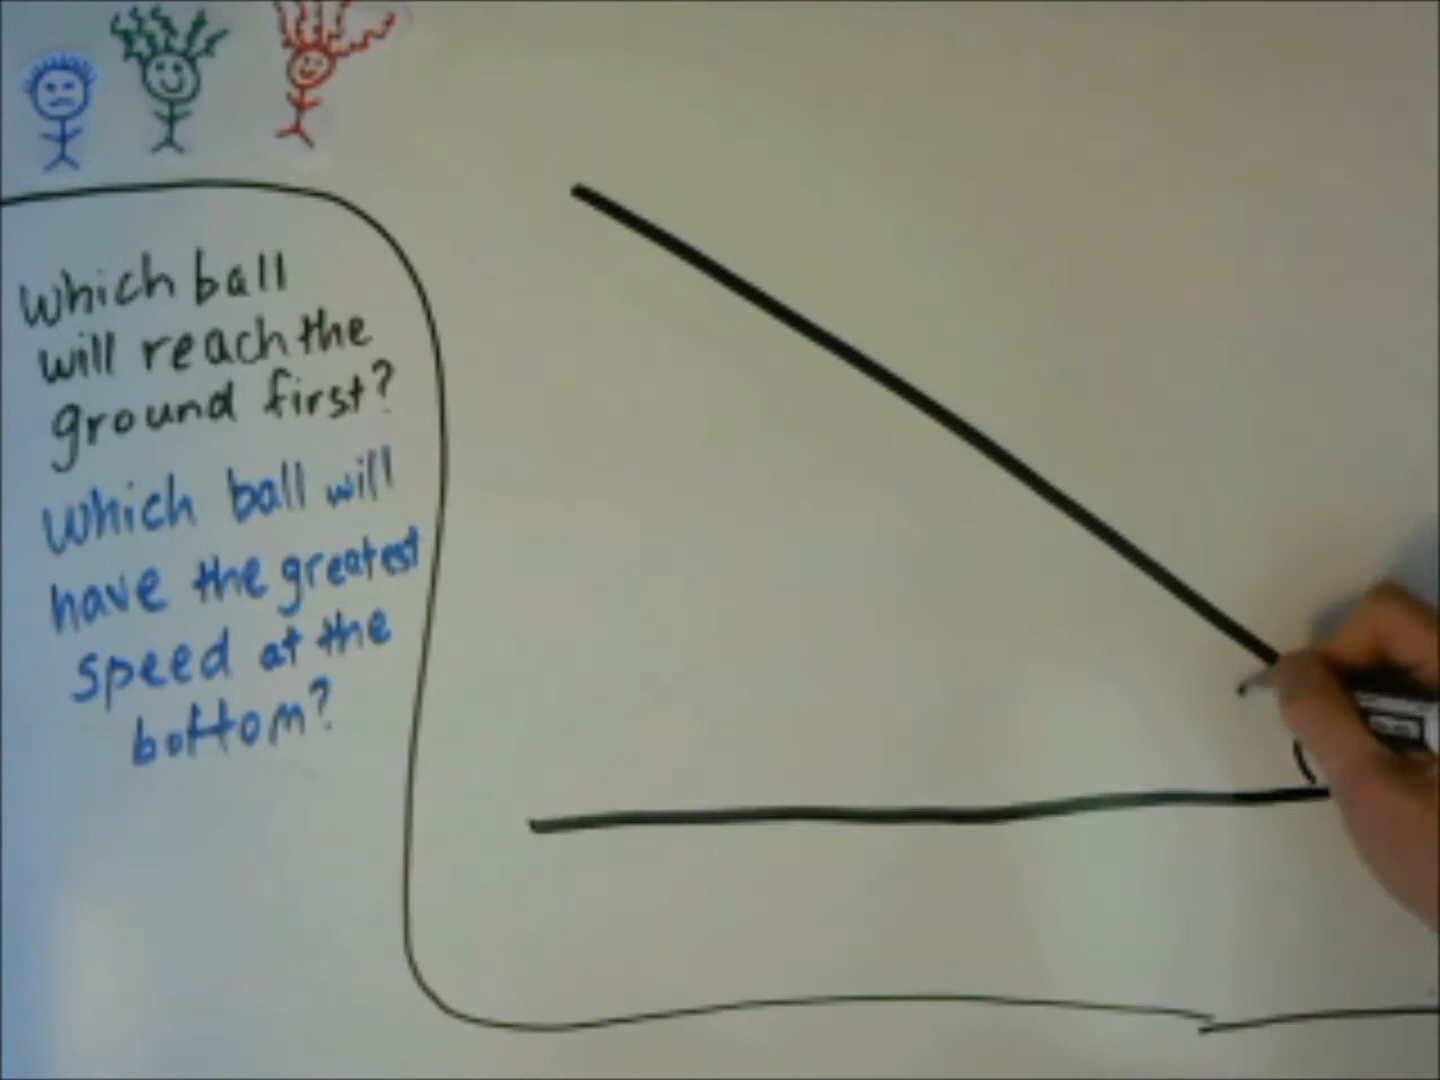 which ball
will reach the
ground first?
Which ball will
have the greatest
speed at the
bottom?